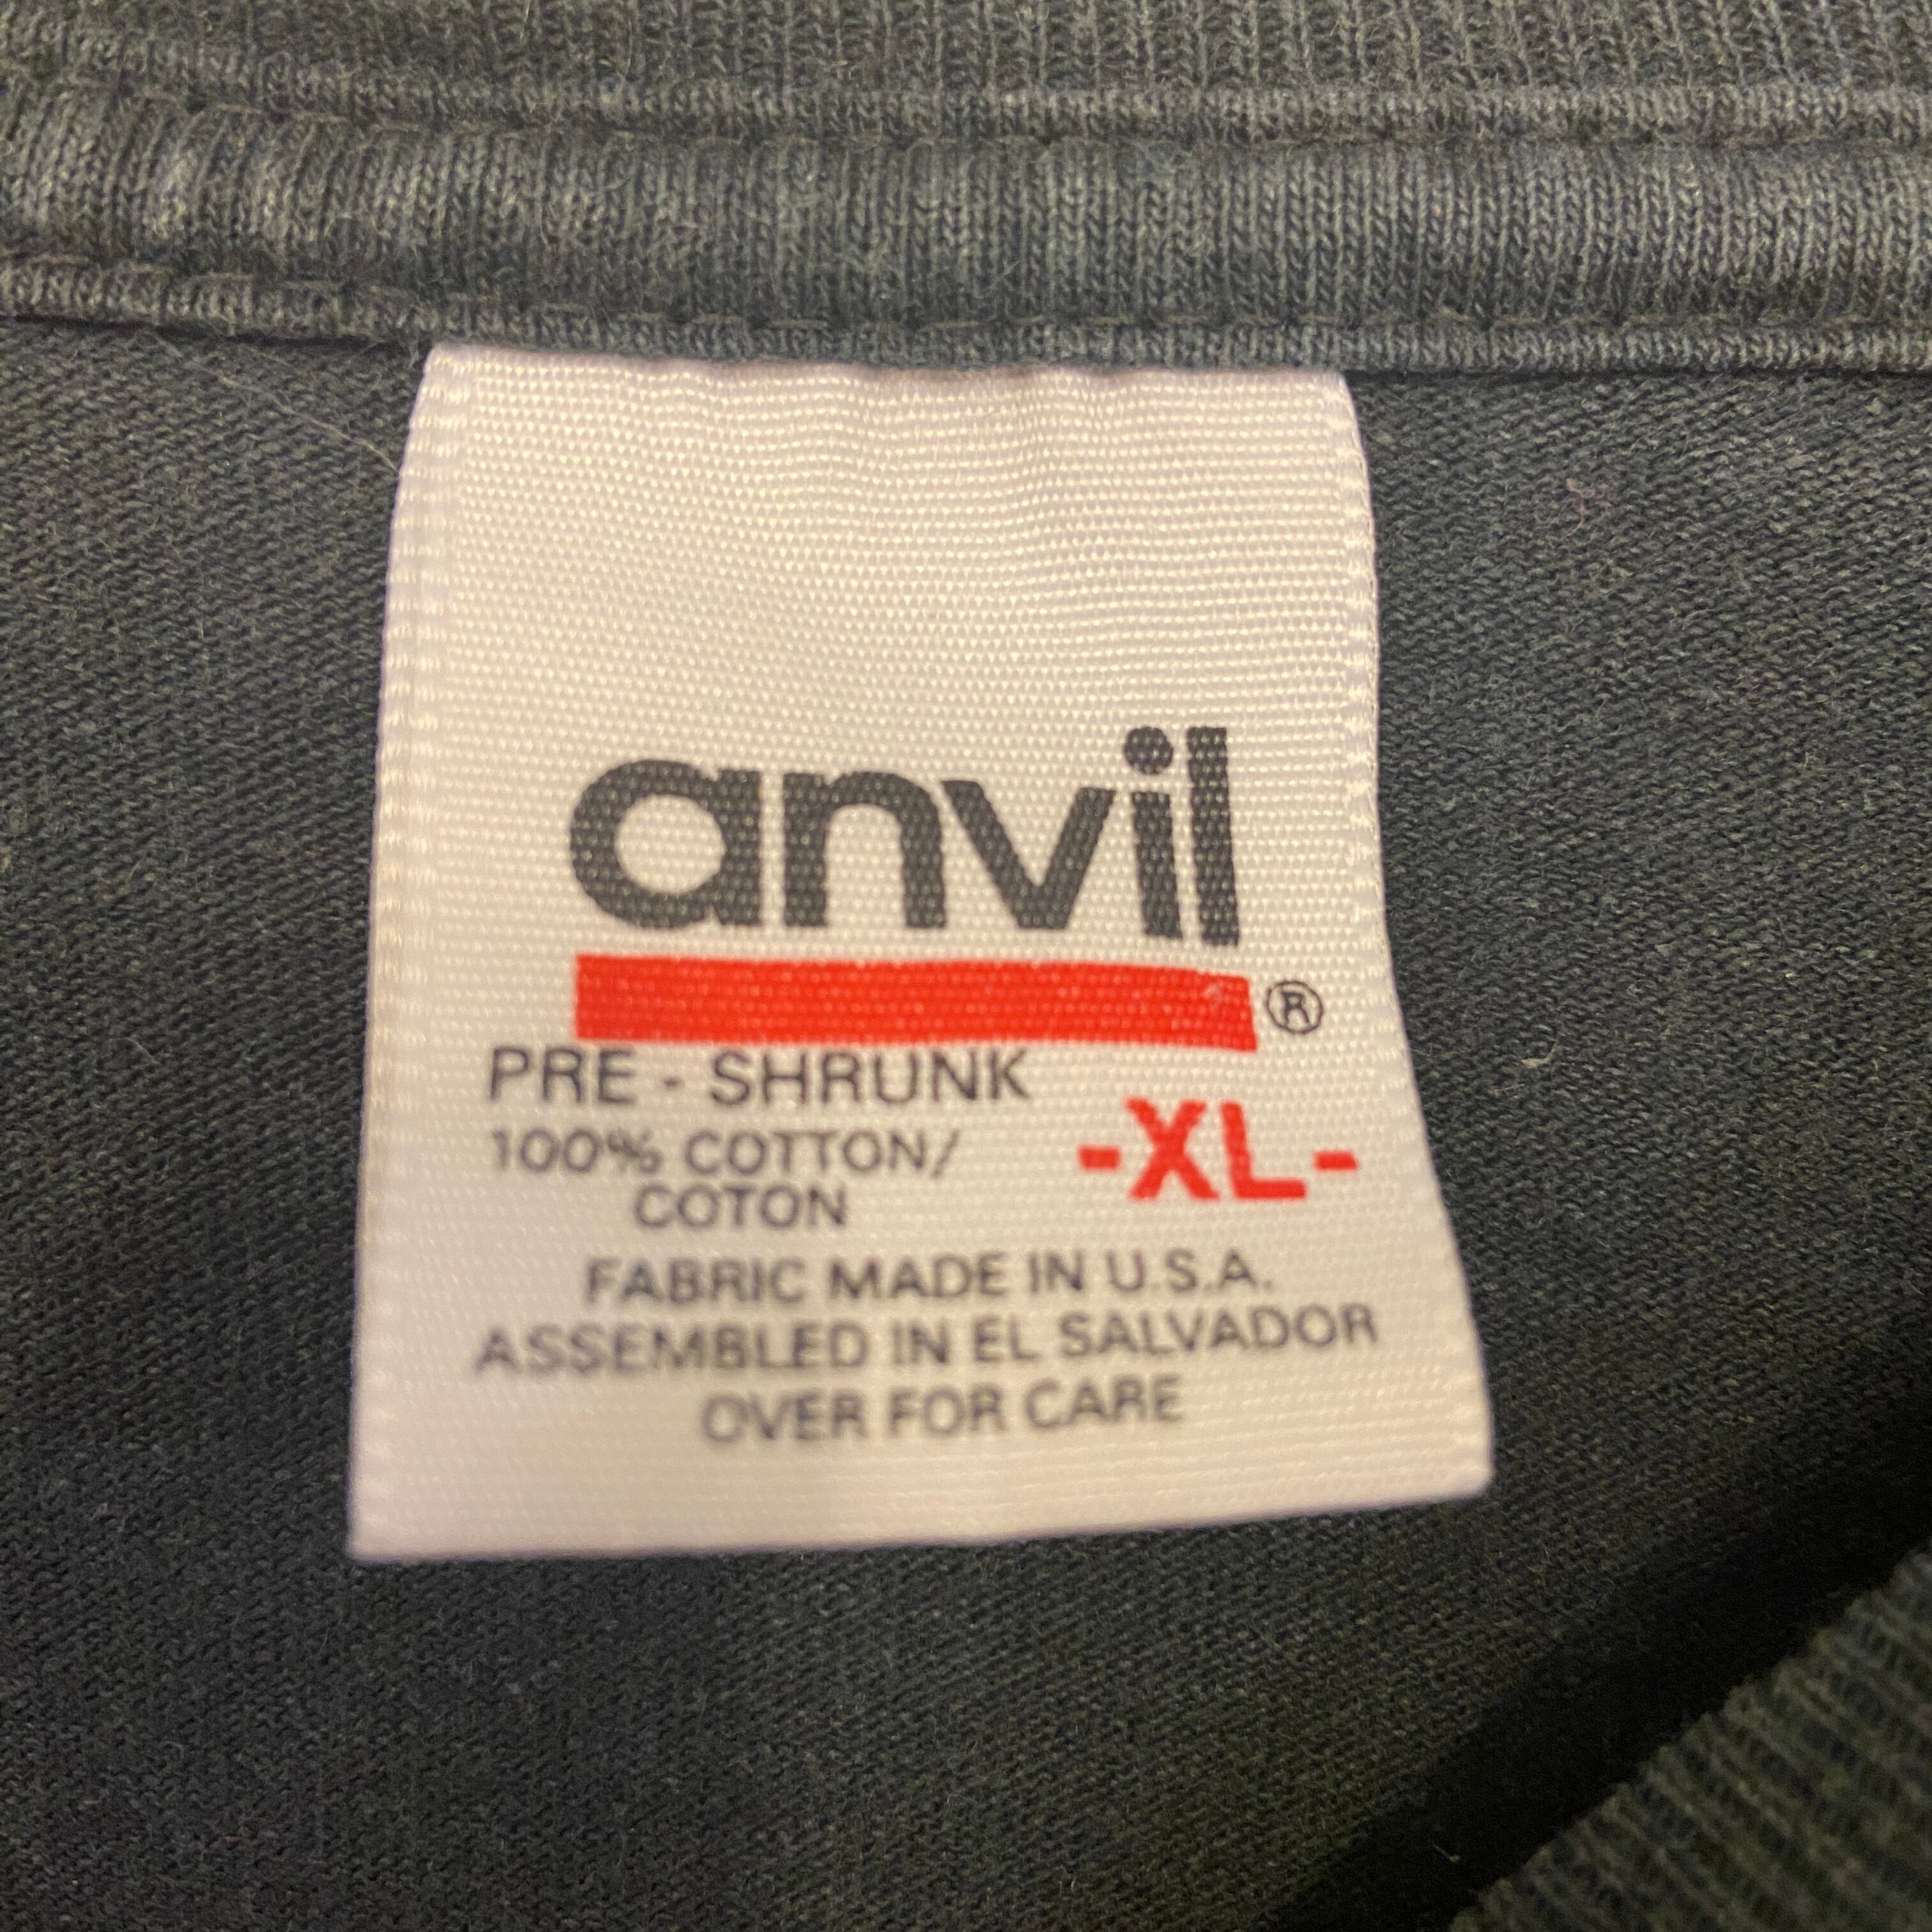 anvil
®
PRE - SHRUNK
100% COTTON/
COTON
-XL-
FABRIC MADE IN U.S.A.
ASSEMBLED IN EL SALVADOR
OVER FOR CARE